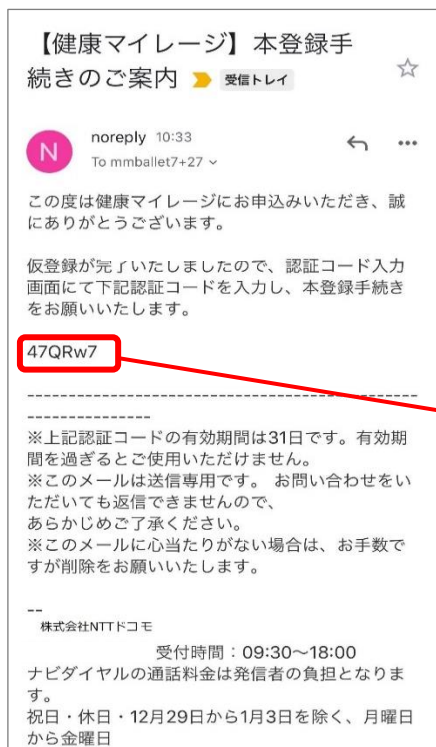 【健康マイレージ】本登録手
続きのご案内 受信トレイ
N
noreply 10:33
To mmballet7+27
この度は健康マイレージにお申込みいただき、誠
にありがとうございます。
仮登録が完了いたしましたので、認証コード入力
画面にて下記認証コードを入力し、本登録手続き
をお願いいたします。
47QRw7
------------------------------------------------
---------------
※上記認証コードの有効期間は31日です。有効期
間を過ぎるとご使用いただけません。
※このメールは送信専用です。 お問い合わせをい
ただいても返信できませんので、
あらかじめご了承ください。
※このメールに心当たりがない場合は、お手数で
すが削除をお願いいたします。
--
株式会社NTTドコモ
受付時間：09:30〜18:00
ナビダイヤルの通話料金は発信者の負担となりま
す。
祝日・休日・12月29日から1月3日を除く、月曜日
から金曜日